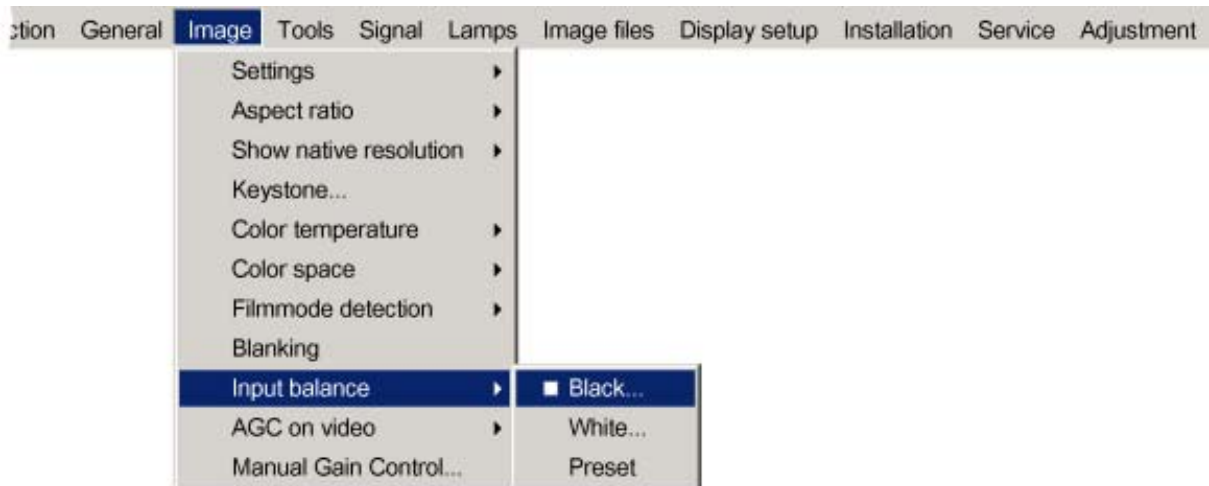 ction General Image Tools Signal Lamps Image files Display setup Installation Service Adjustment
Settings
Aspect ratio
Show native resolution
Keystone...
Color temperature
Color space
Filmmode detection
Blanking
Input balance Black...
AGC on video White...
Manual Gain Control... Preset